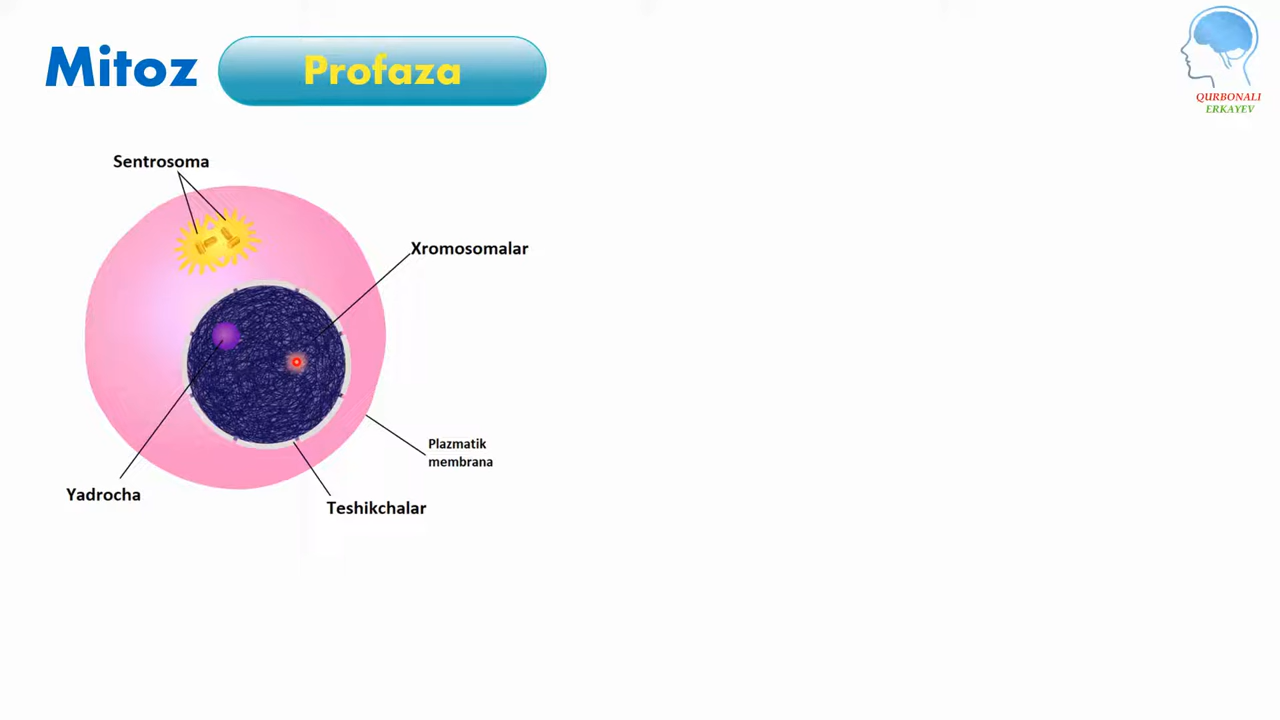 Mitoz
Profaza
QURBONALI
ERKAYEV
Sentrosoma
Xromosomalar
Plazmatik
membrana
Yadrocha
Teshikchalar